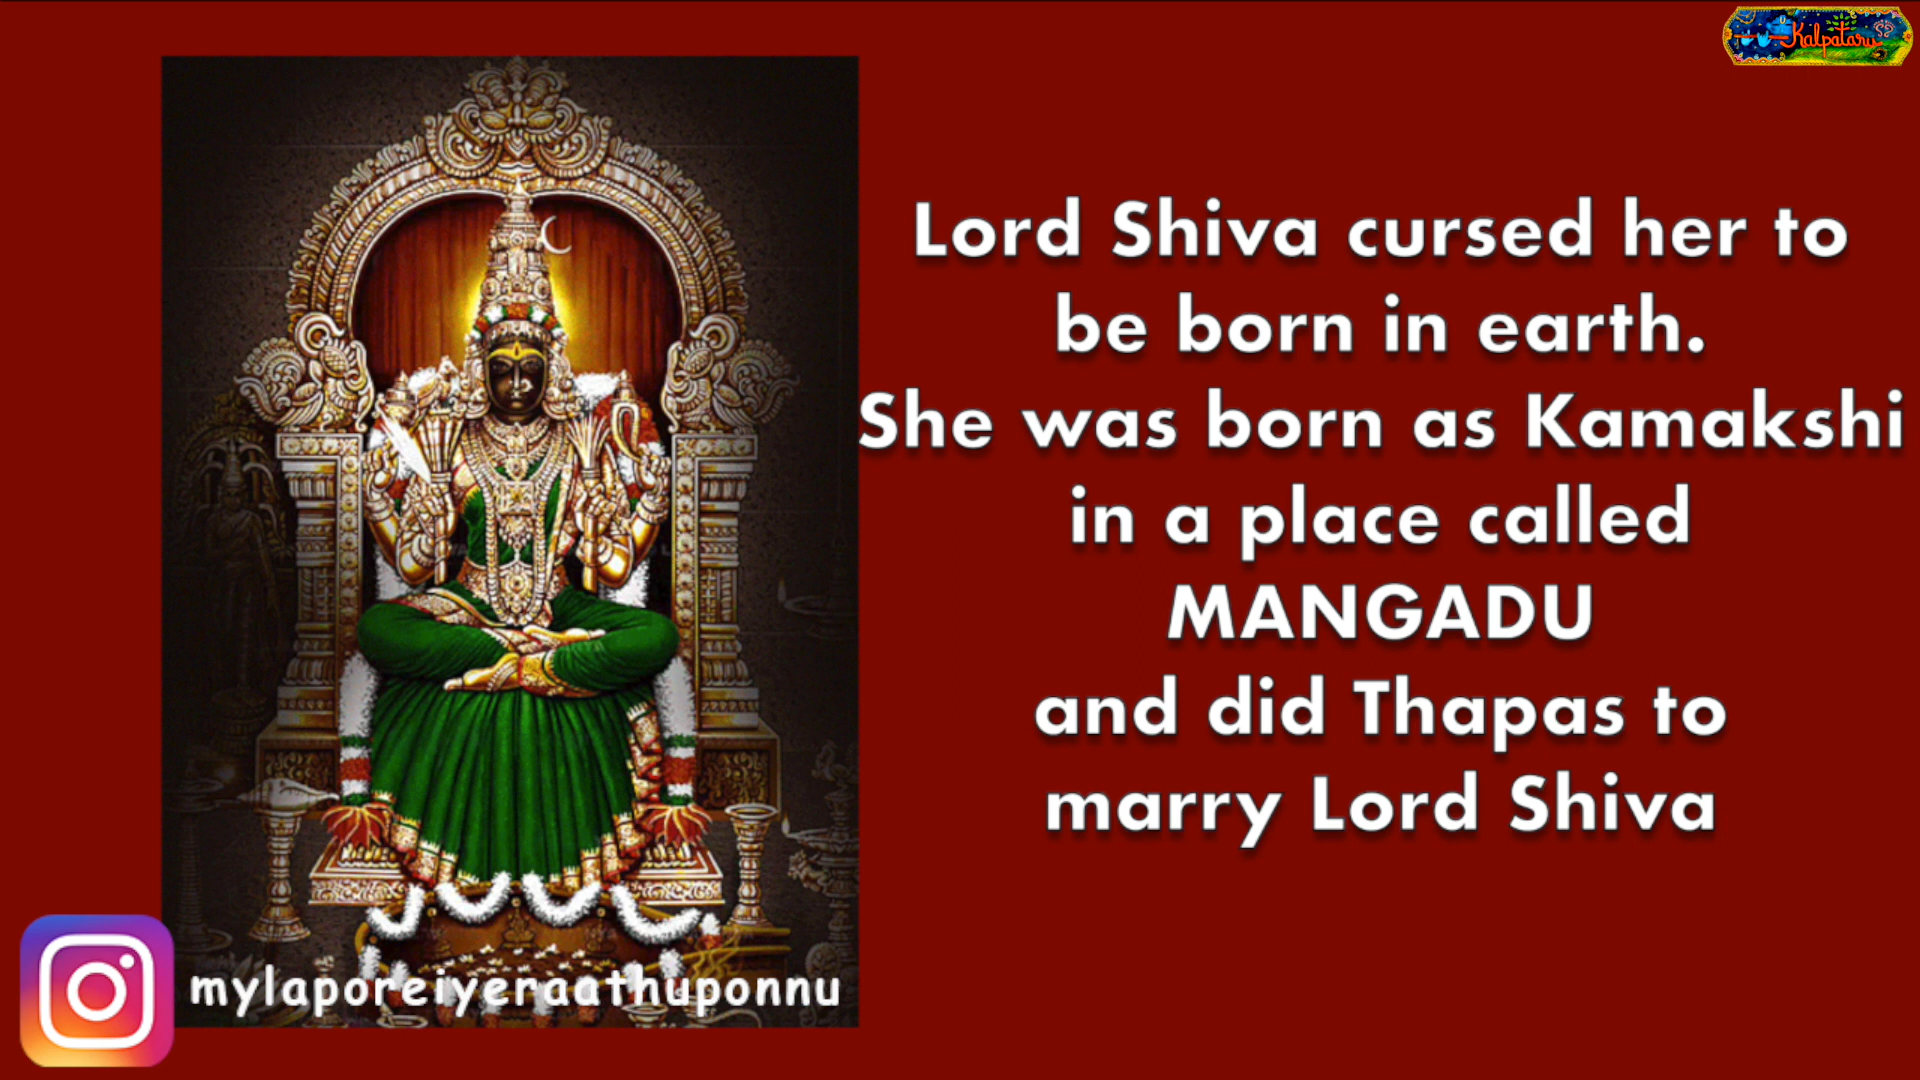 Kalpataru
Lord Shiva cursed her to
be born in earth.
She was born as Kamakshi
in a place called
MANGADU
and did Thapas to
marry Lord Shiva
mylaporeiyeraathuponnu